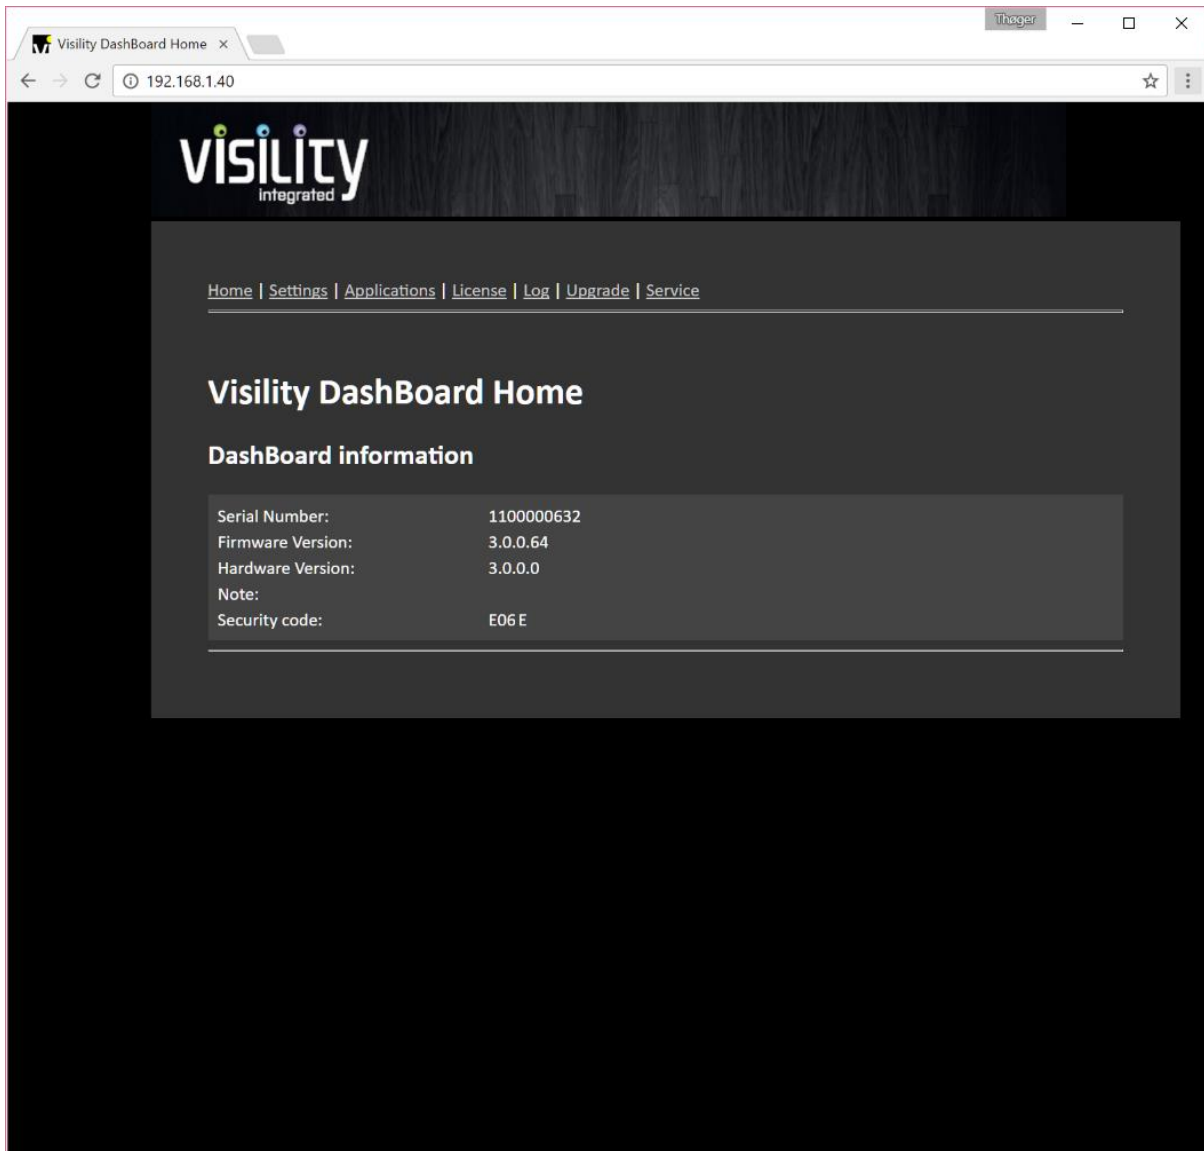 Thøger
Visility DashBoard Home
192.168.1.40
visility
integrated
Home | Settings | Applications | License | Log | Upgrade | Service
Visility DashBoard Home
DashBoard information
Serial Number: 1100000632
Firmware Version: 3.0.0.64
Hardware Version: 3.0.0.0
Note:
Security code: E06E